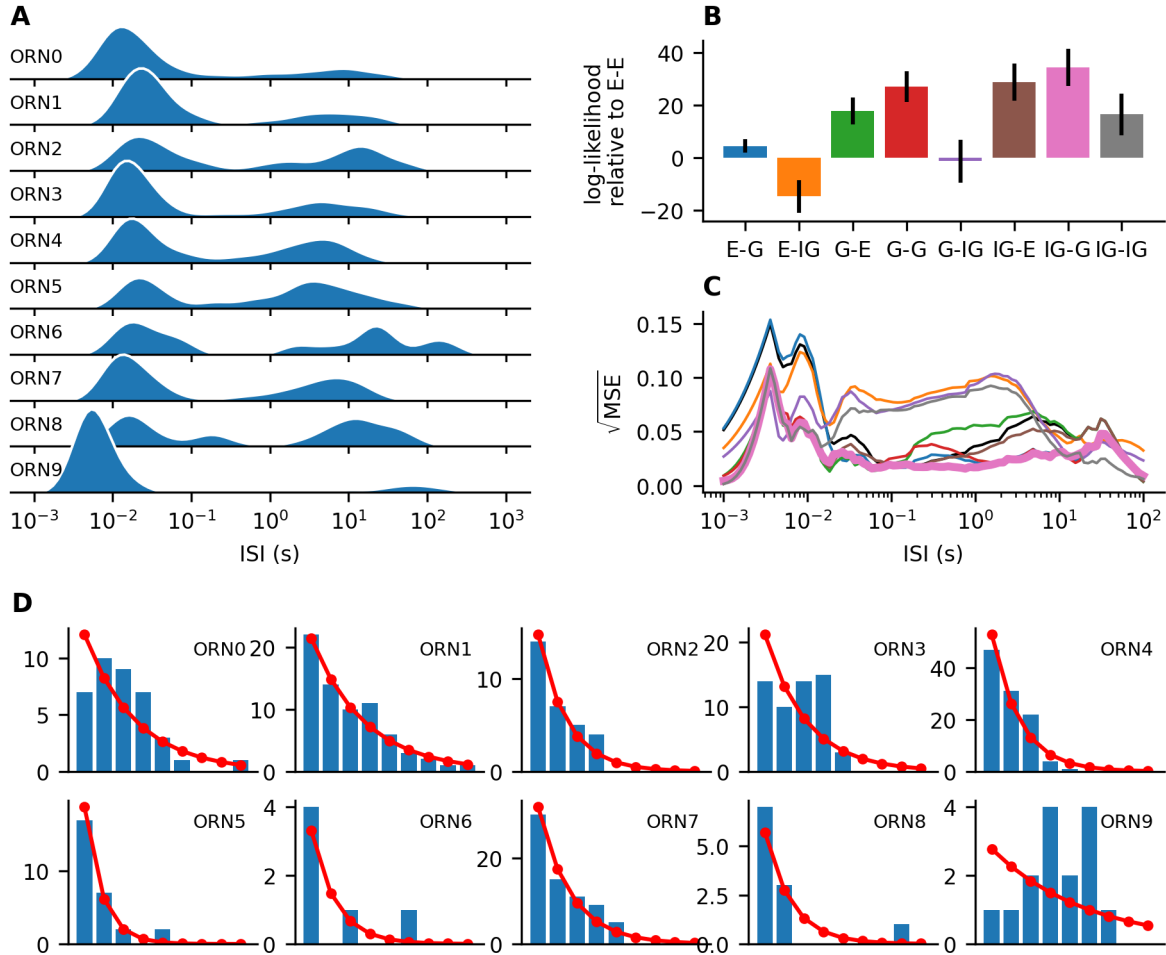 A
ORN0
ORN1
ORN2
ORN3
ORN4
ORN5
ORN6
ORN7
ORN8
ORN9
10⁻³ 10⁻² 10⁻¹ 10⁰ 10¹ 10² 10³
ISI (s)
B
log-likelihood
relative to E-E
40
20
0
−20
E-G E-IG G-E G-G G-IG IG-E IG-G IG-IG
C
√MSE
0.15
0.10
0.05
0.00
10⁻³ 10⁻² 10⁻¹ 10⁰ 10¹ 10²
ISI (s)
D
ORN0
10
5
0
ORN1
20
10
0
ORN2
10
0
ORN3
20
10
0
ORN4
40
20
0
ORN5
10
0
ORN6
4
2
0
ORN7
20
0
ORN8
5.0
2.5
0.0
ORN9
4
2
0